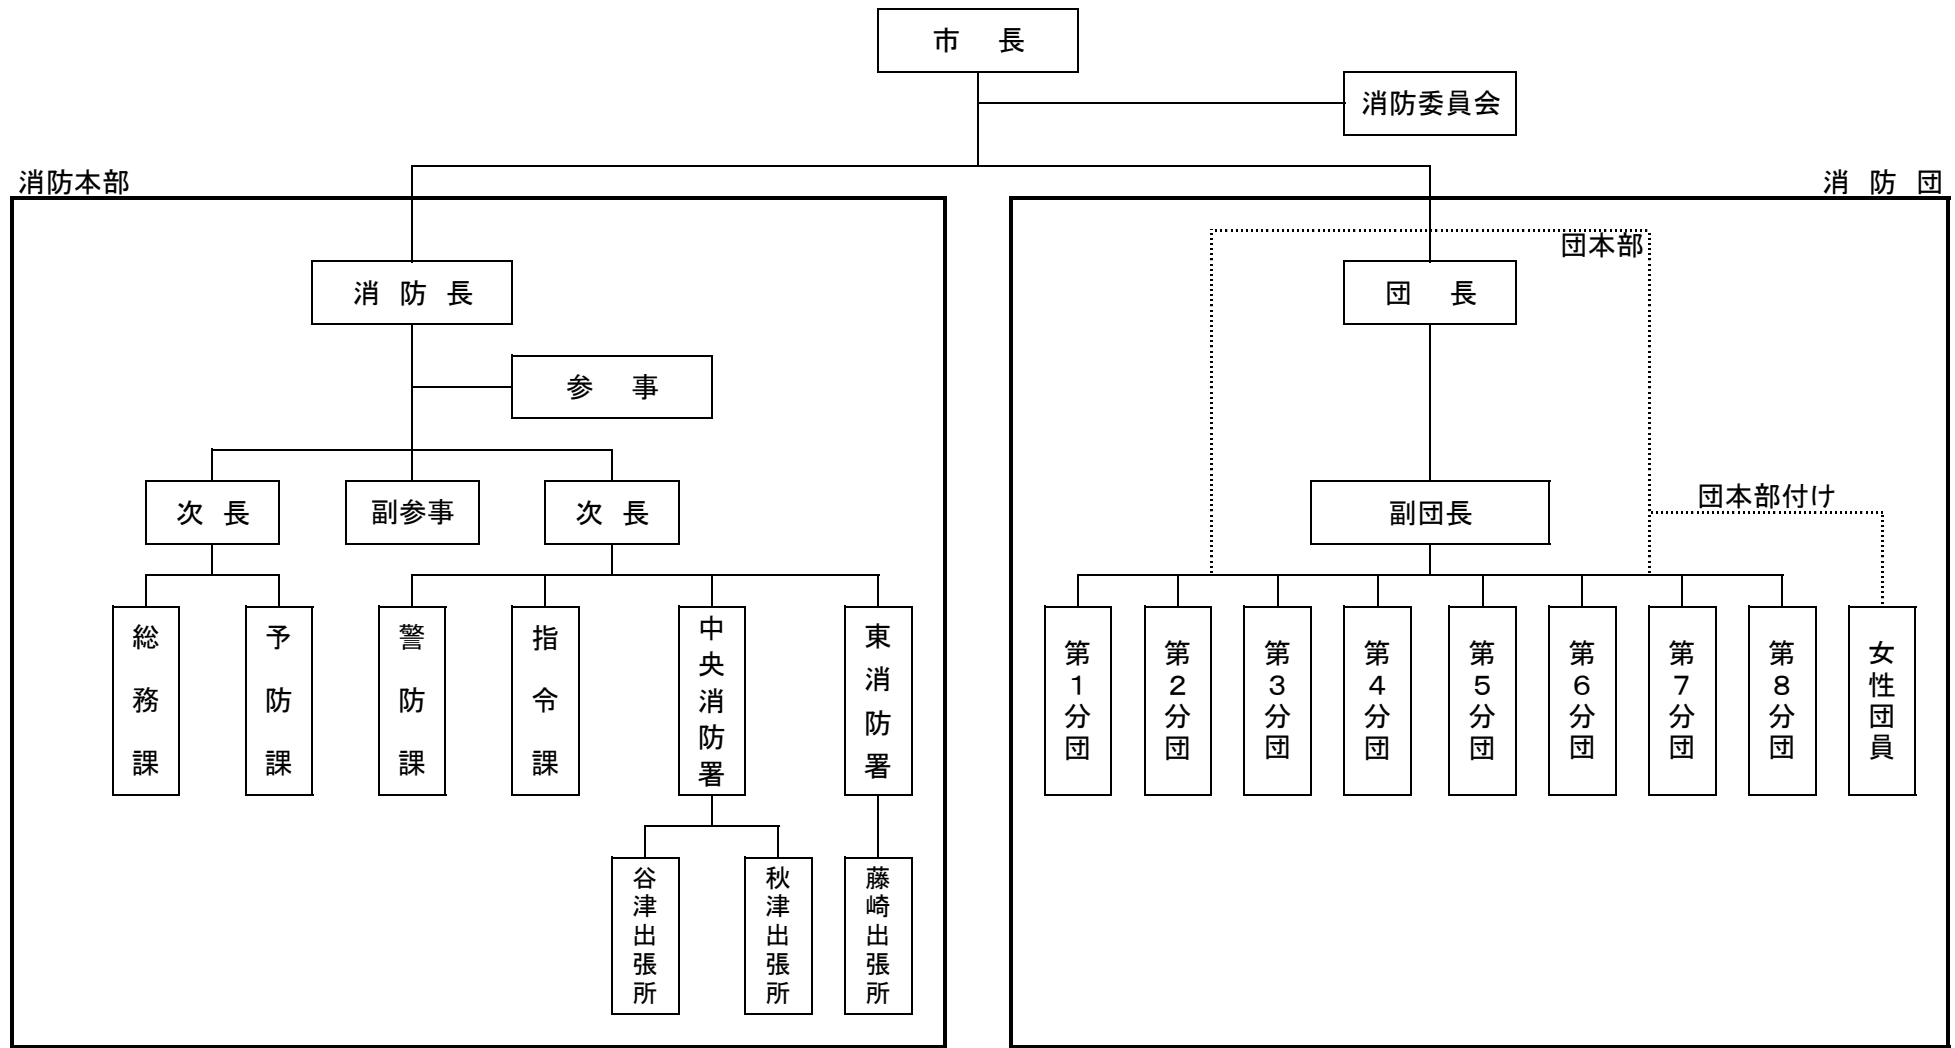 市　長
消防委員会
消防本部
消 防 団
団本部
消 防 長
団　長
参　事
次 長
副参事
次 長
副団長
団本部付け
総務課
予防課
警防課
指令課
中央消防署
東消防署
第１分団
第２分団
第３分団
第４分団
第５分団
第６分団
第７分団
第８分団
女性団員
谷津出張所
秋津出張所
藤崎出張所